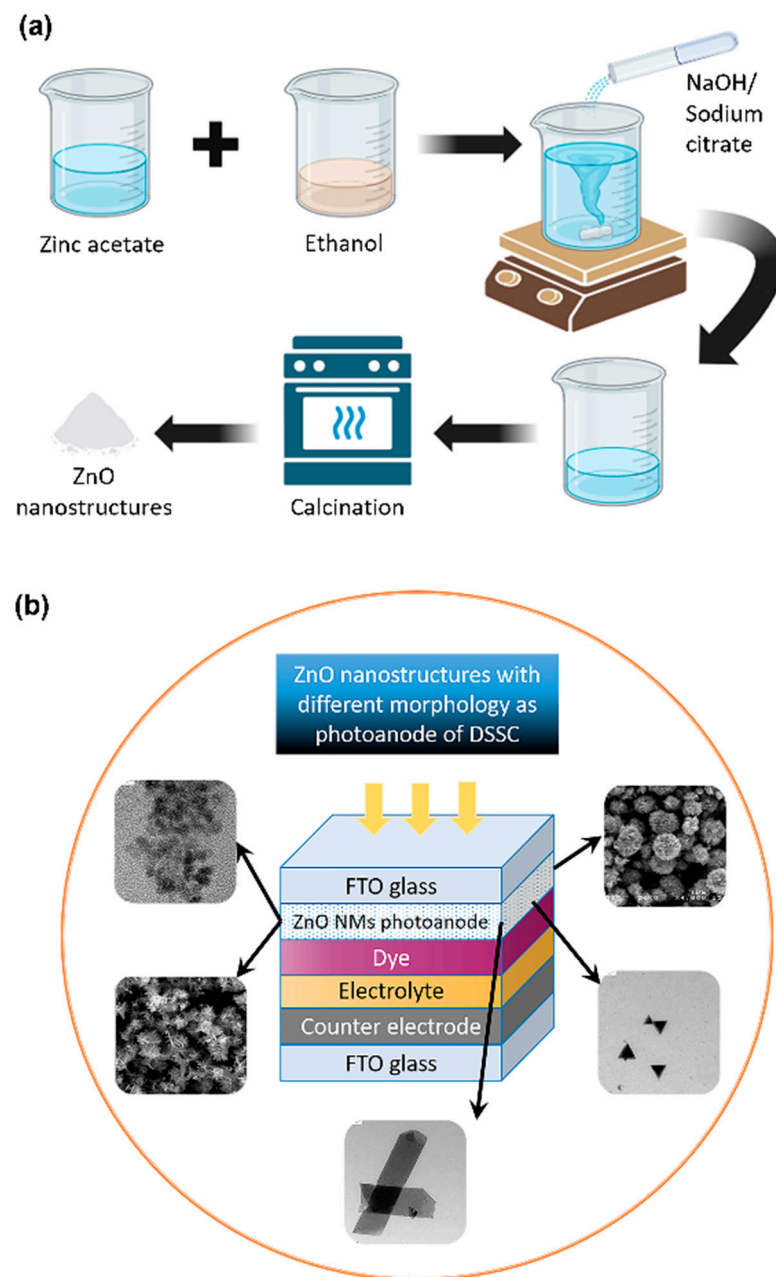 (a)
NaOH/
Sodium
citrate
Zinc acetate
Ethanol
ZnO
nanostructures
Calcination
(b)
ZnO nanostructures with
different morphology as
photoanode of DSSC
FTO glass
ZnO NMs photoanode
Dye
Electrolyte
Counter electrode
FTO glass